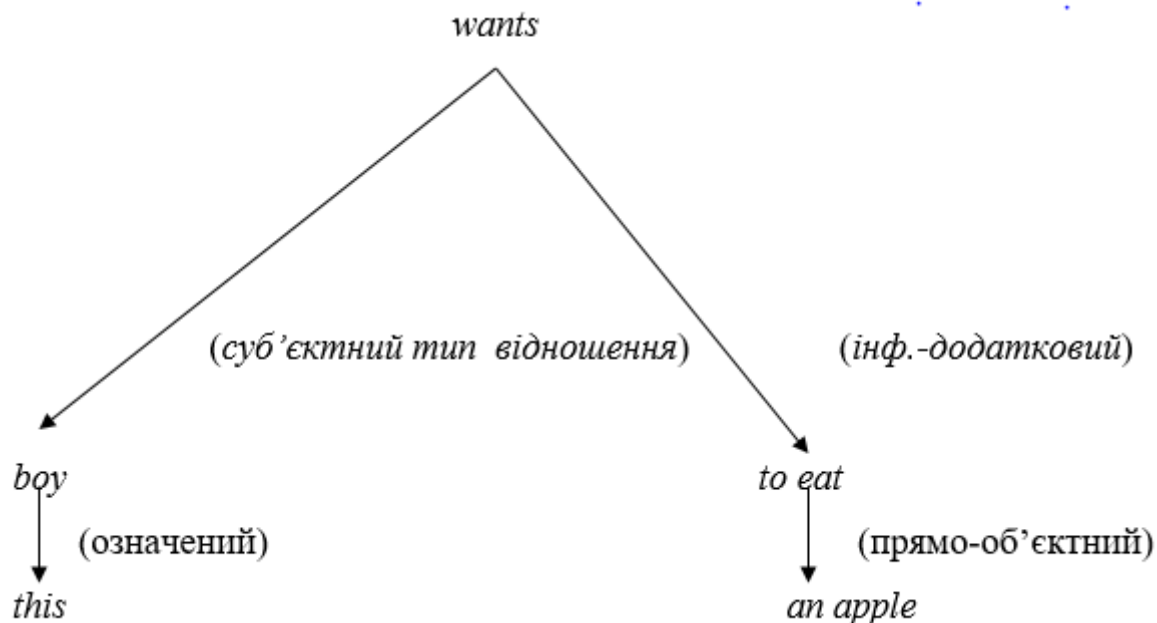 wants
(суб’єктний тип відношення) (інф.-додатковий)
boy to eat
(означений) (прямо-об’єктний)
this an apple